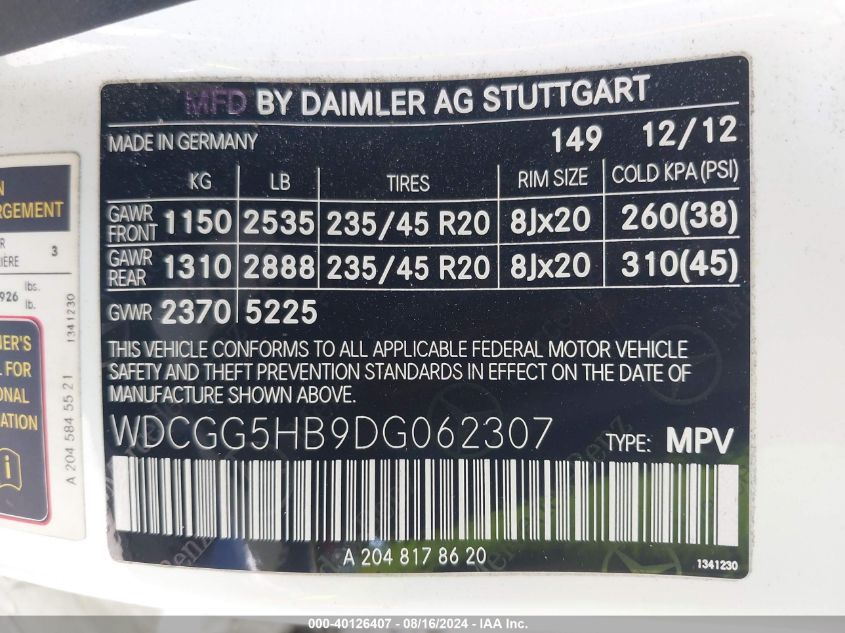 MFD BY DAIMLER AG STUTTGART
MADE IN GERMANY 149 12/12
KG LB TIRES RIM SIZE COLD KPA (PSI)
GAWR FRONT 1150 2535 235/45 R20 8Jx20 260(38)
GAWR REAR 1310 2888 235/45 R20 8Jx20 310(45)
GVWR 2370 5225
THIS VEHICLE CONFORMS TO ALL APPLICABLE FEDERAL MOTOR VEHICLE
SAFETY AND THEFT PREVENTION STANDARDS IN EFFECT ON THE DATE OF
MANUFACTURE SHOWN ABOVE.
WDCGG5HB9DG062307 TYPE: MPV
A 204 817 86 20
1341230
3
926 lbs.
lb.
1341230
A 204 584 55 21
000-40126407 - 08/16/2024 - IAA Inc.